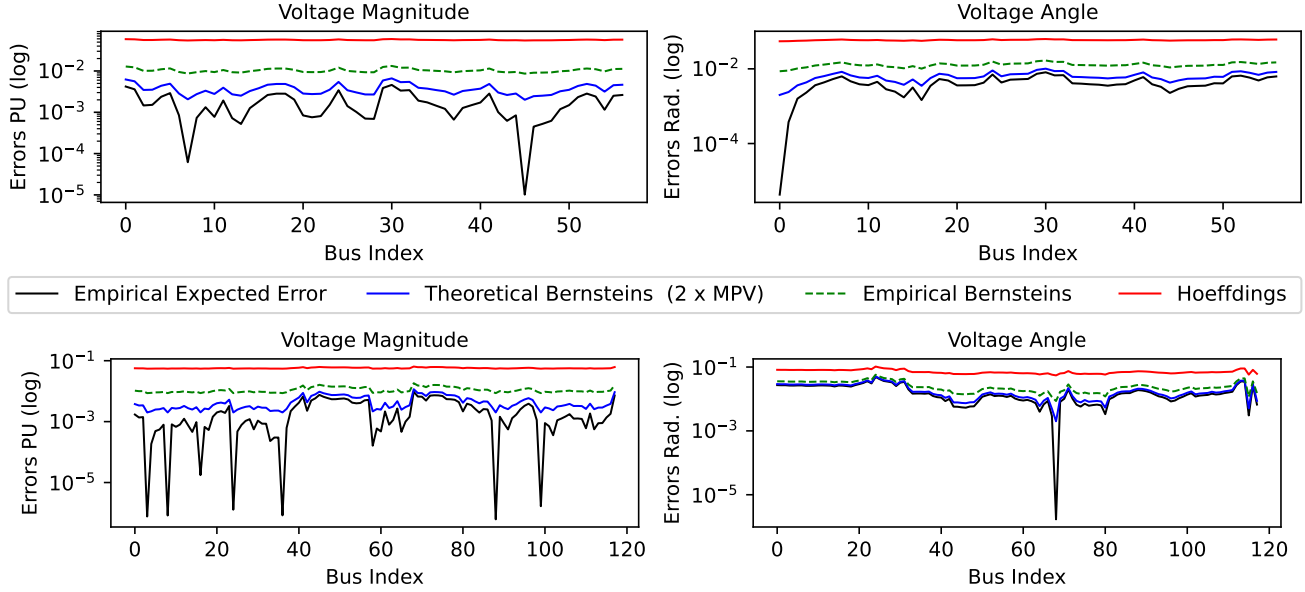 Voltage Magnitude
Voltage Angle
Errors PU (log)
10⁻²
10⁻³
10⁻⁴
10⁻⁵
0 10 20 30 40 50
Bus Index
Errors Rad. (log)
10⁻²
10⁻⁴
0 10 20 30 40 50
Bus Index
Empirical Expected Error
Theoretical Bernsteins (2 x MPV)
Empirical Bernsteins
Hoeffdings
Voltage Magnitude
Voltage Angle
Errors PU (log)
10⁻¹
10⁻³
10⁻⁵
0 20 40 60 80 100 120
Bus Index
Errors Rad. (log)
10⁻¹
10⁻³
10⁻⁵
0 20 40 60 80 100 120
Bus Index